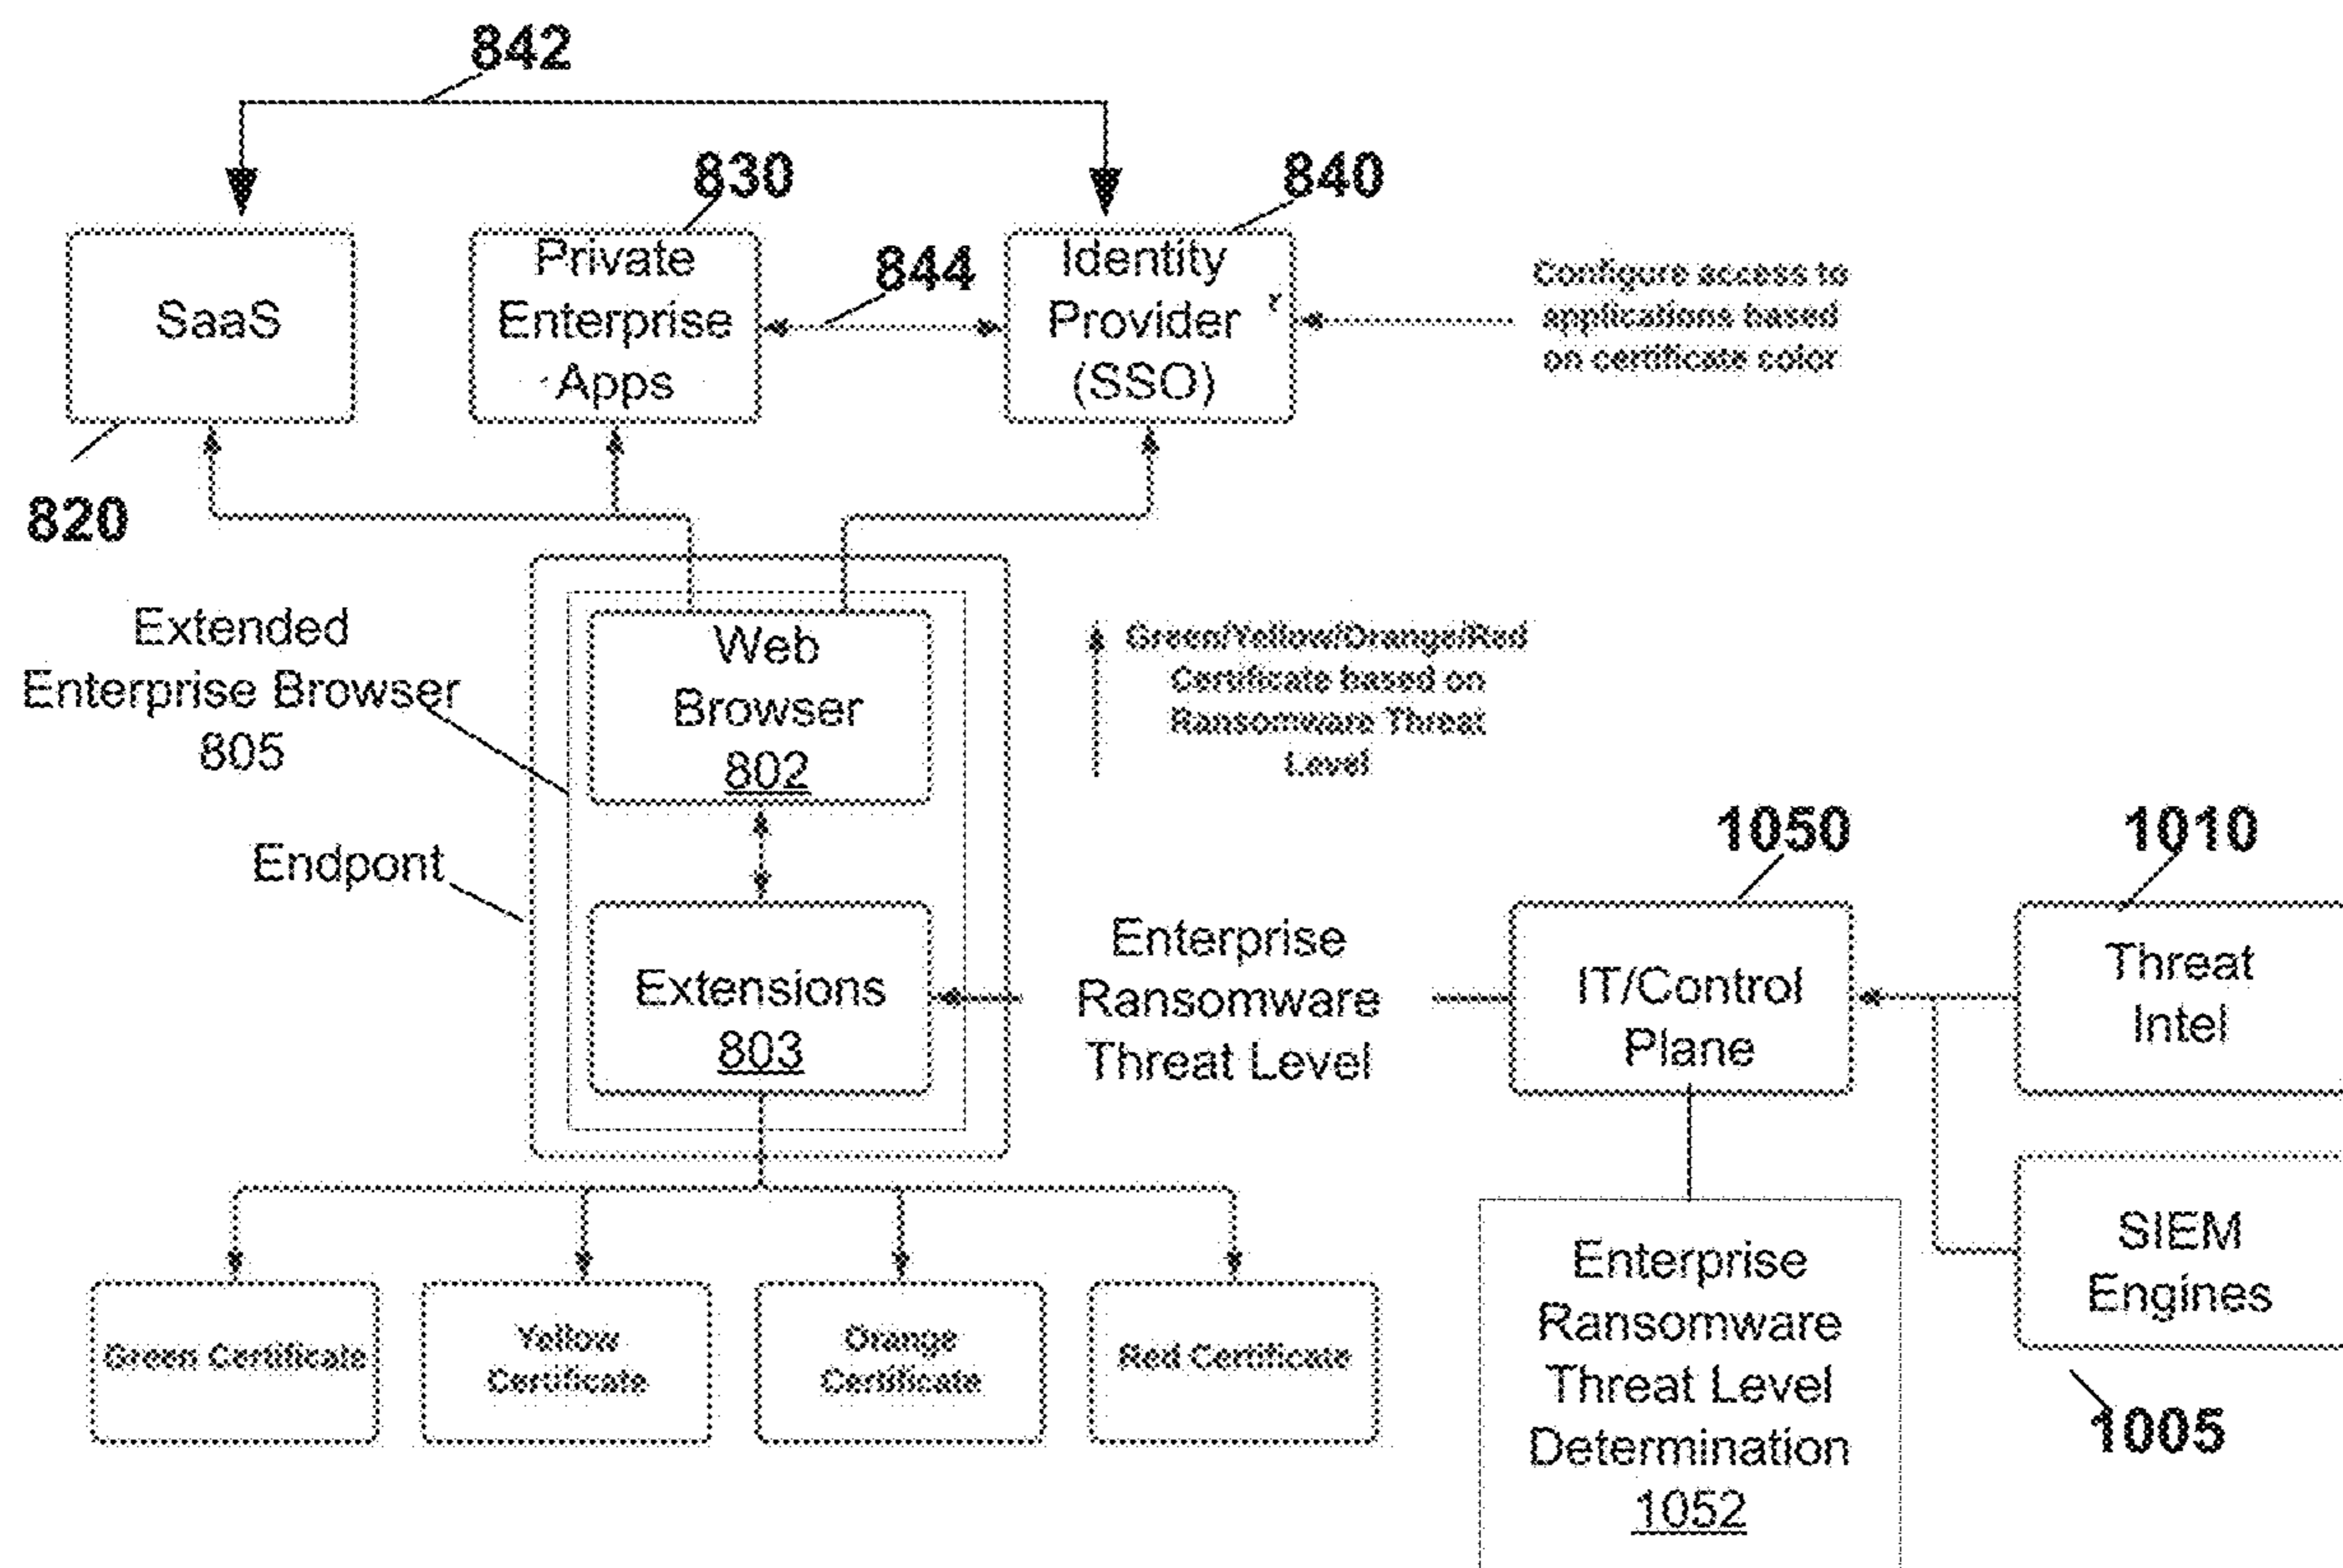 842
830
840
844
SaaS
Private
Enterprise
Apps
Identity
Provider
(SSO)
Configure access to
applications based
on certificate color
820
Extended
Enterprise Browser
805
Web
Browser
802
Green/Yellow/Orange/Red
Certificate based on
Ransomware Threat
Level
Endpont
Extensions
803
Enterprise
Ransomware
Threat Level
1050
IT/Control
Plane
1010
Threat
Intel
SIEM
Engines
1005
Enterprise
Ransomware
Threat Level
Determination
1052
Green Certificate
Yellow
Certificate
Orange
Certificate
Red Certificate